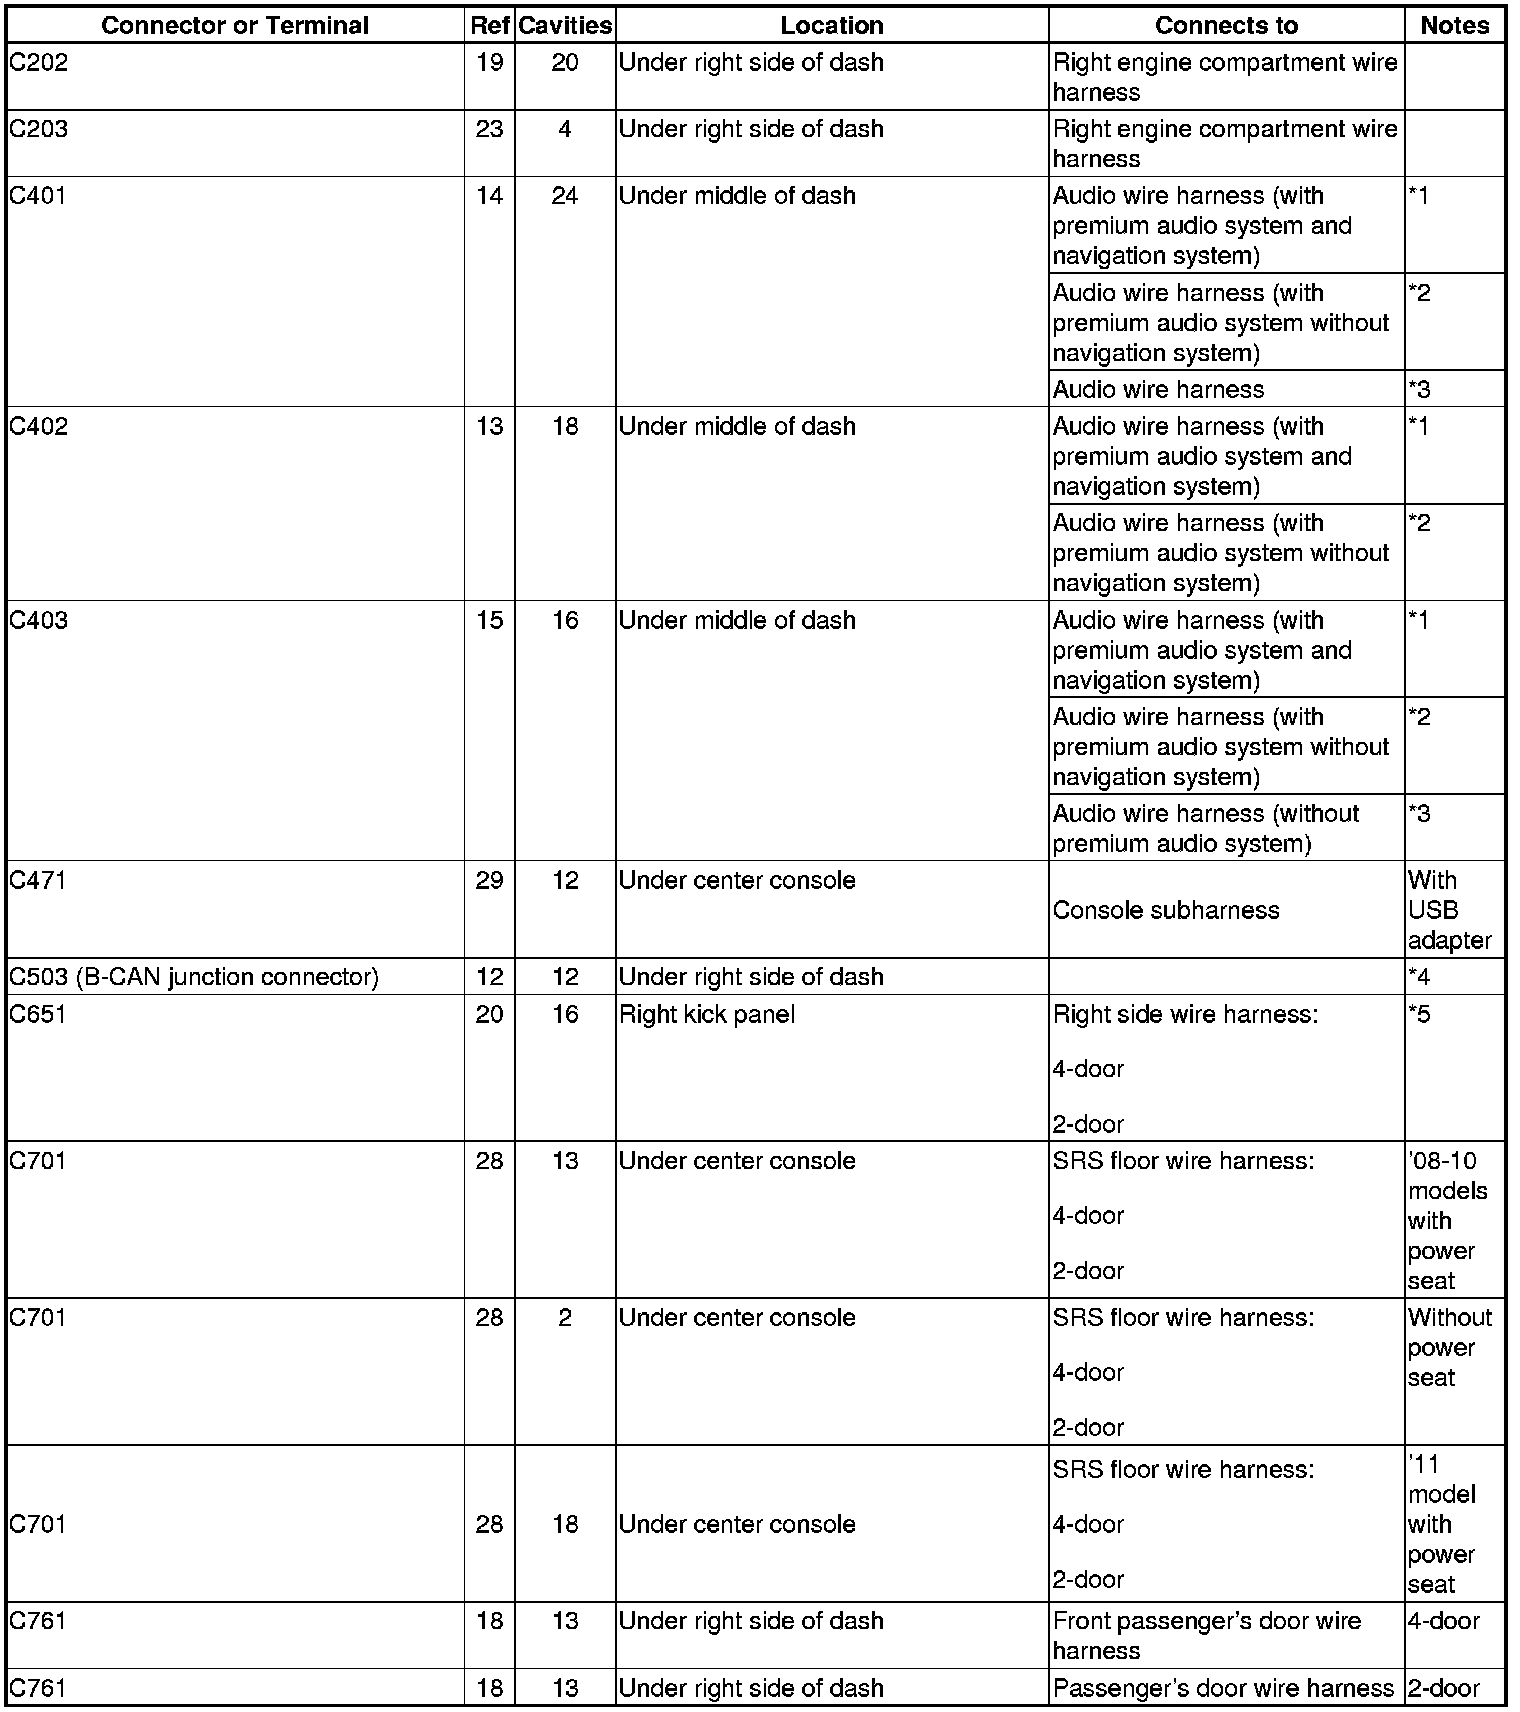 Connector or Terminal Ref Cavities Location Connects to Notes
C202 19 20 Under right side of dash Right engine compartment wire
harness
C203 23 4 Under right side of dash Right engine compartment wire
harness
C401 14 24 Under middle of dash Audio wire harness (with *1
premium audio system and
navigation system)
Audio wire harness (with *2
premium audio system without
navigation system)
Audio wire harness *3
C402 13 18 Under middle of dash Audio wire harness (with *1
premium audio system and
navigation system)
Audio wire harness (with *2
premium audio system without
navigation system)
C403 15 16 Under middle of dash Audio wire harness (with *1
premium audio system and
navigation system)
Audio wire harness (with *2
premium audio system without
navigation system)
Audio wire harness (without *3
premium audio system)
C471 29 12 Under center console With
Console subharness USB
adapter
C503 (B-CAN junction connector) 12 12 Under right side of dash *4
C651 20 16 Right kick panel Right side wire harness: *5
4-door
2-door
C701 28 13 Under center console SRS floor wire harness: '08-10
models
4-door with
power
2-door seat
C701 28 2 Under center console SRS floor wire harness: Without
power
4-door seat
2-door
SRS floor wire harness: '11
model
C701 28 18 Under center console 4-door with
power
2-door seat
C761 18 13 Under right side of dash Front passenger's door wire 4-door
harness
C761 18 13 Under right side of dash Passenger's door wire harness 2-door